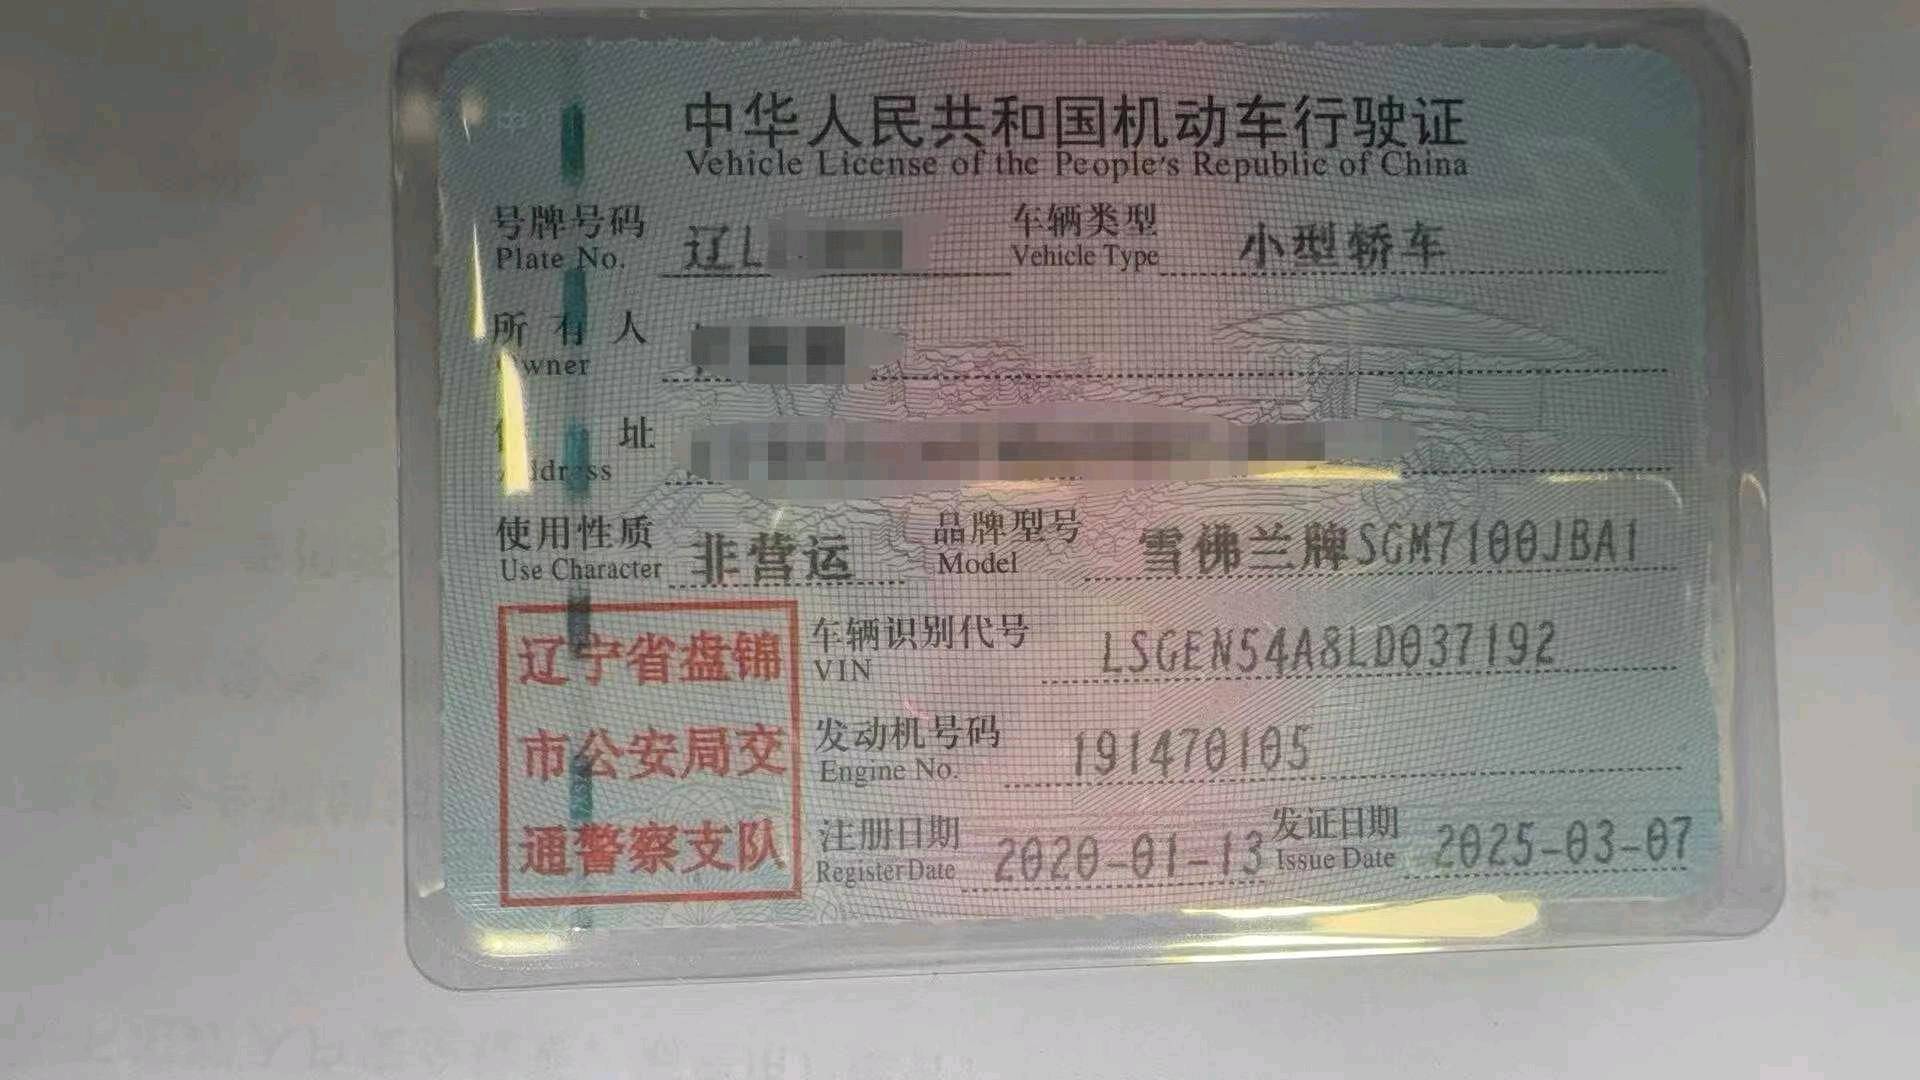 中华人民共和国机动车行驶证
Vehicle License of the People's Republic of China
号牌号码 辽L 车辆类型 小型轿车
Plate No. Vehicle Type
所有人
Owner
址
Address
使用性质 非营运 品牌型号 雪佛兰牌SGM7100JBA1
Use Character Model
辽宁省盘锦
市公安局交
通警察支队
车辆识别代号 LSGEN54A8LD037192
VIN
发动机号码 191470105
Engine No.
注册日期 2020-01-13 发证日期 2025-03-07
Register Date Issue Date